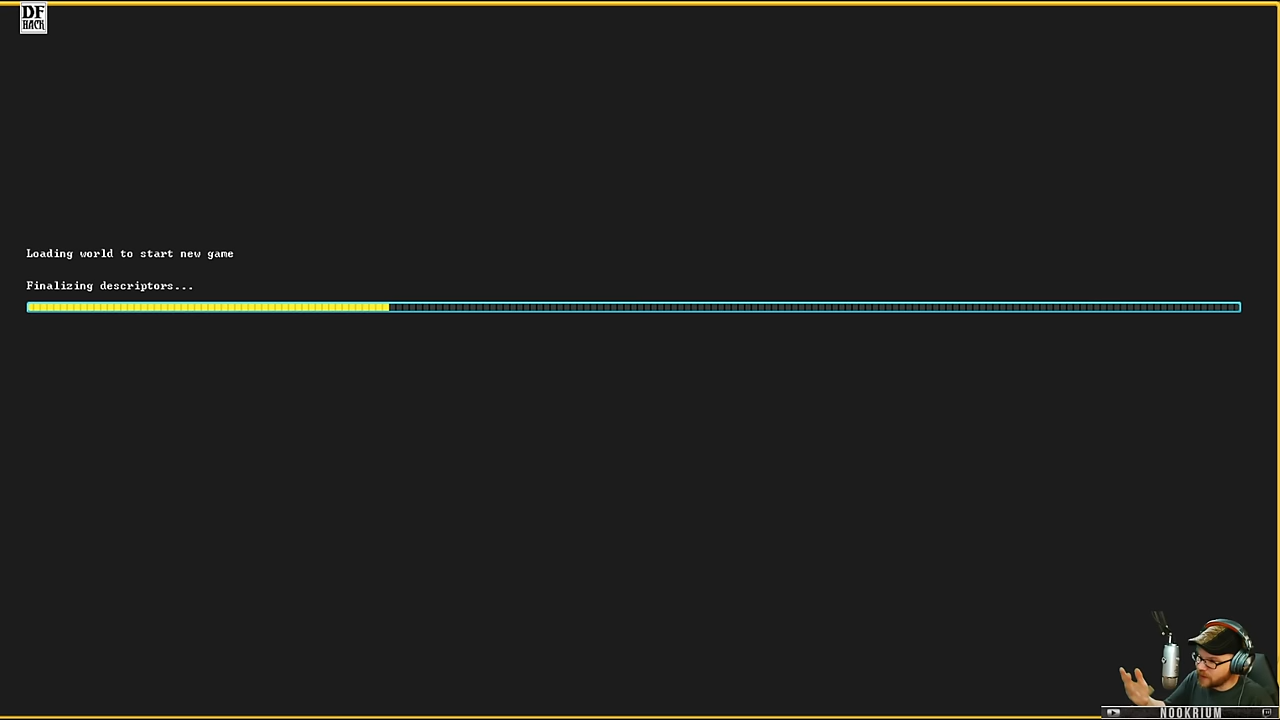 DF
HACK
Loading world to start new game
Finalizing descriptors...
NOOKRIUM